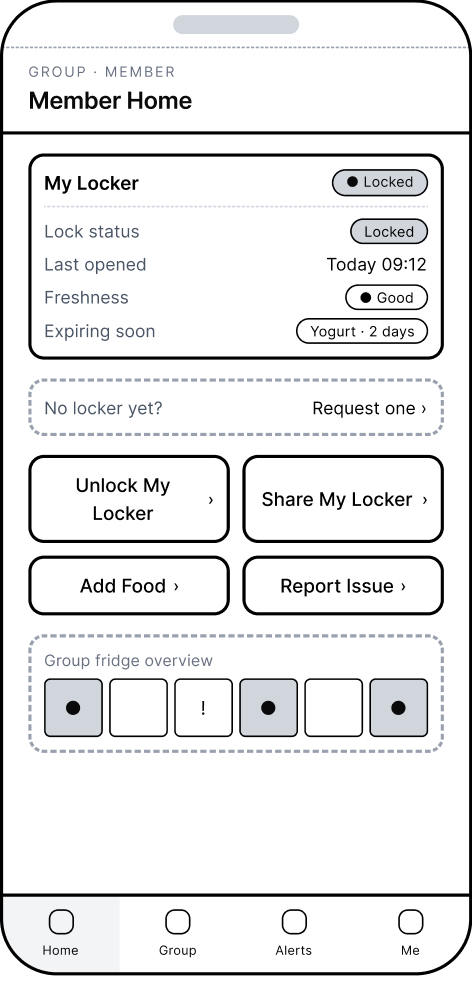 GROUP · MEMBER
Member Home
My Locker
Locked
Lock status
Locked
Last opened
Today 09:12
Freshness
Good
Expiring soon
Yogurt · 2 days
No locker yet?
Request one ›
Unlock My
Locker ›
Share My Locker ›
Add Food ›
Report Issue ›
Group fridge overview
!
Home
Group
Alerts
Me